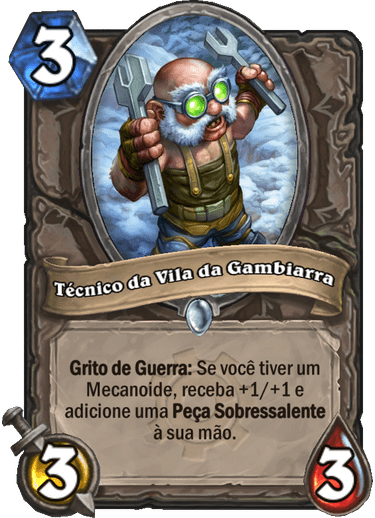 3
Técnico da Vila da Gambiarra
Grito de Guerra: Se você tiver um
Mecanoide, receba +1/+1 e
adicione uma Peça Sobressalente
à sua mão.
3
3